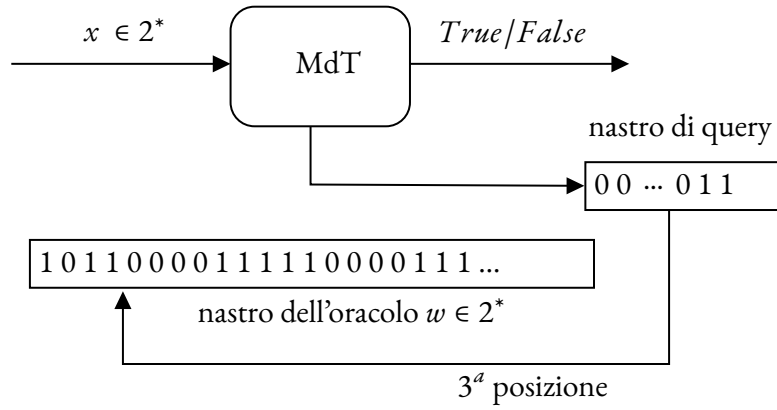 x ∈ 2*
True/False
MdT
nastro di query
0 0 ... 0 1 1
1 0 1 1 0 0 0 0 1 1 1 1 1 0 0 0 0 1 1 1 ...
nastro dell'oracolo w ∈ 2*
3ª posizione